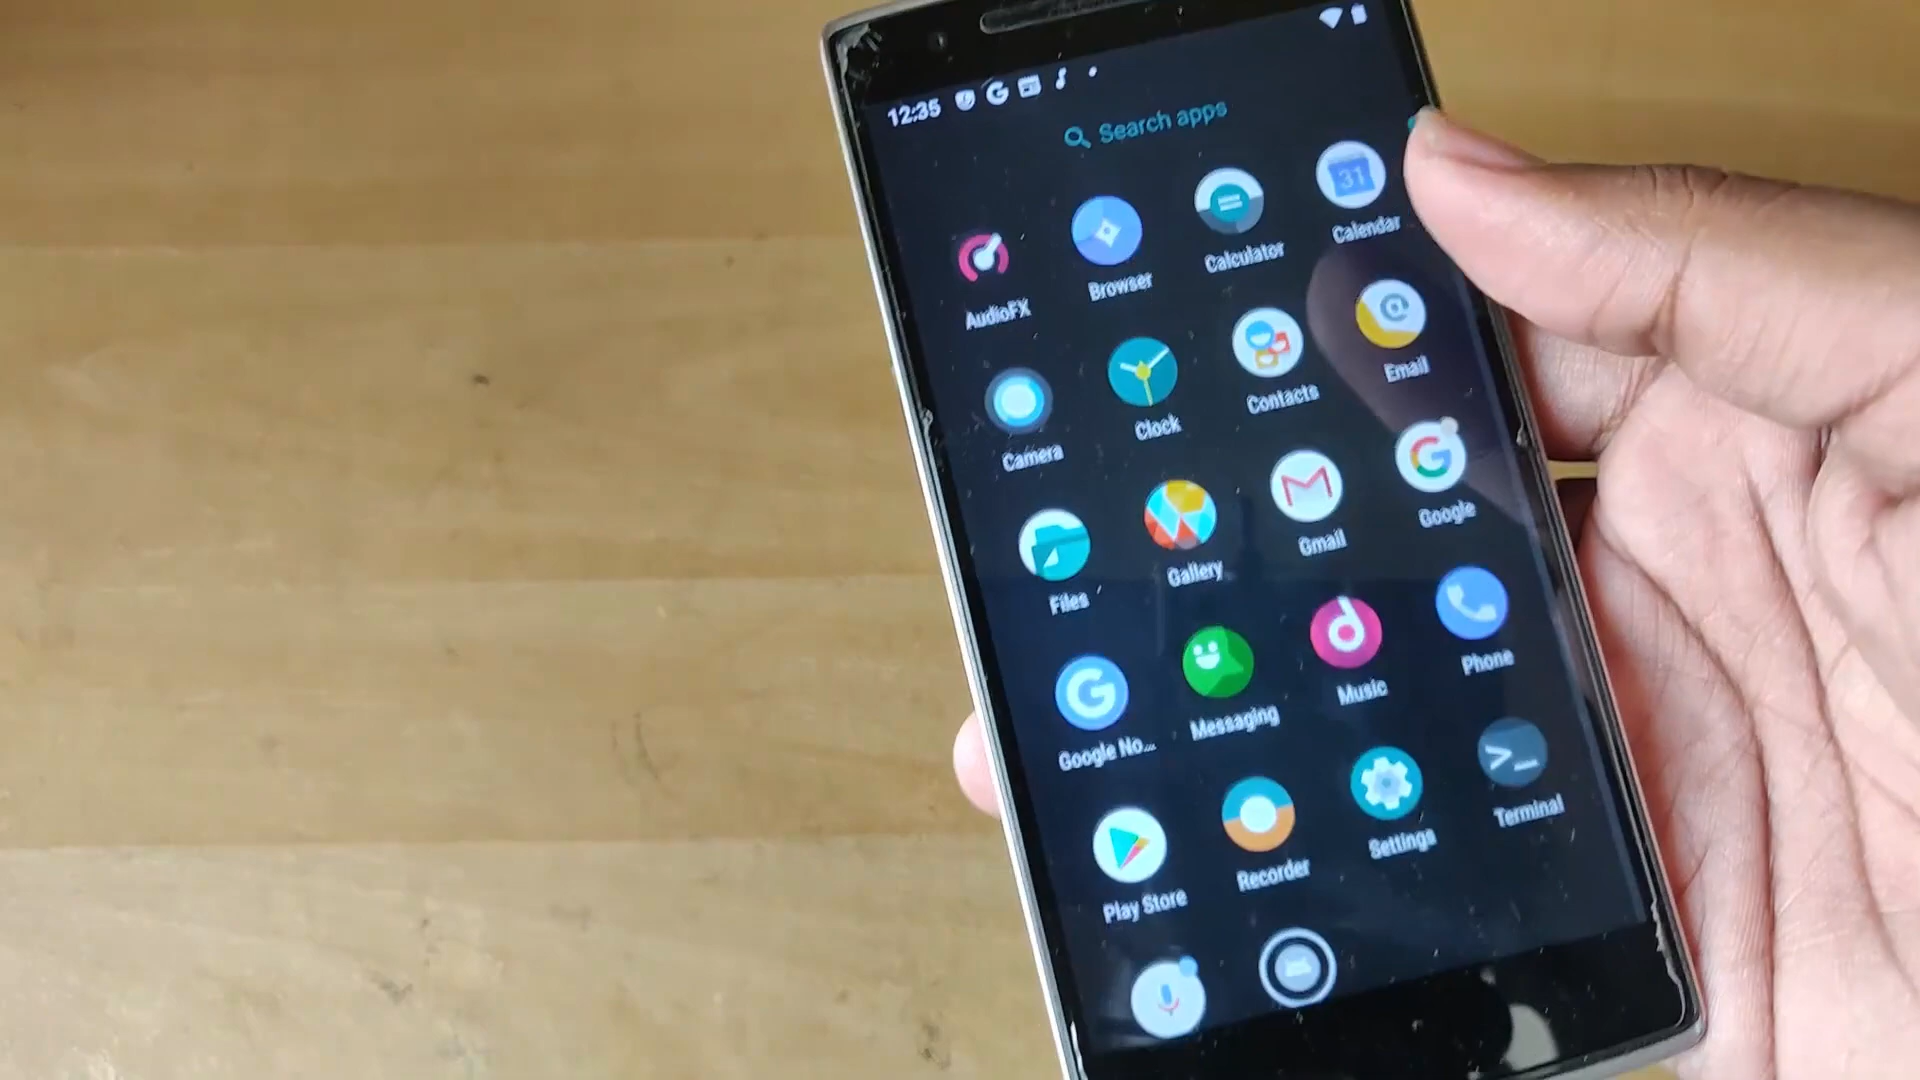 12:35
Search apps
AudioFX
Browser
Calculator
31
Calendar
Camera
Clock
Contacts
Email
Files
Gallery
Gmail
Google
Google No...
Messaging
Music
Phone
Play Store
Recorder
Settings
Terminal